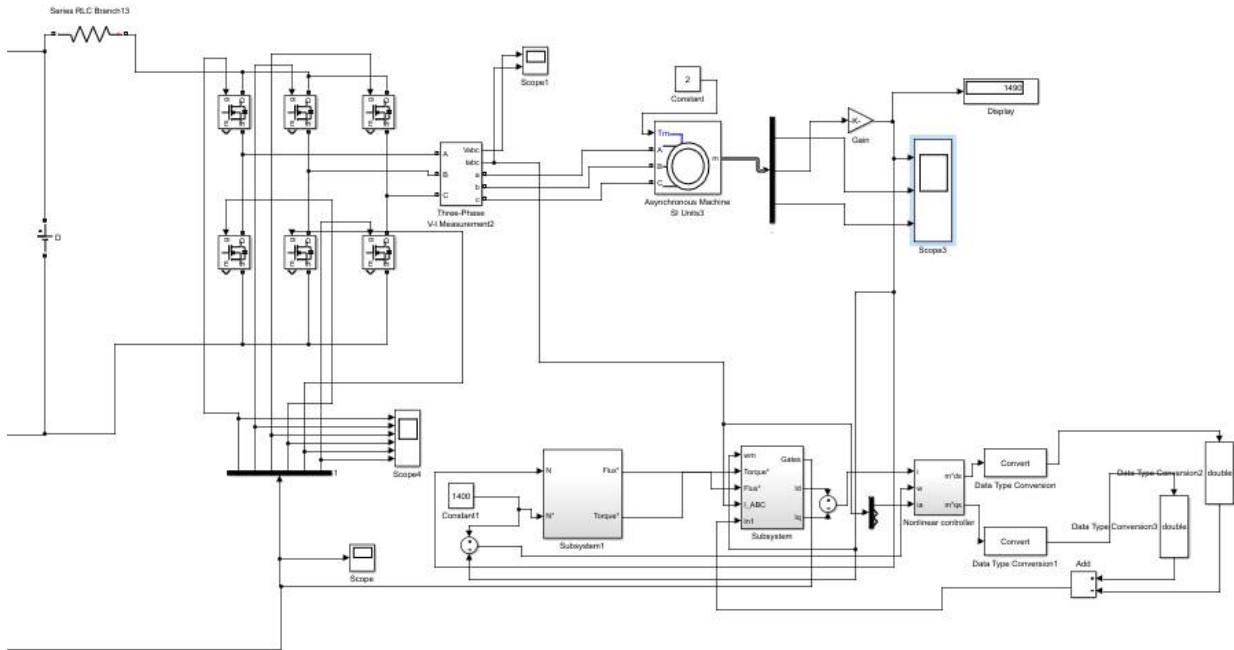 Series RLC Branch13
Scope1
2
Constant
1490
Display
-K-
Gain
Vabc
Iabc
A
a
B
b
C
c
Three-Phase
V-I Measurement2
Tm
A
B
C
m
Asynchronous Machine
SI Units3
Scope3
D
1
Scope4
N
Flux*
N*
Torque*
Subsystem1
1400
Constant1
wm
Gates
Torque*
Flux*
Id
I_ABC
Iq
In1
Subsystem
i
m*ds
w
m*qs
ia
Nonlinear controller
Convert
Data Type Conversion
Data Type Conversion2
double
Data Type Conversion3
double
Convert
Data Type Conversion1
Add
Scope